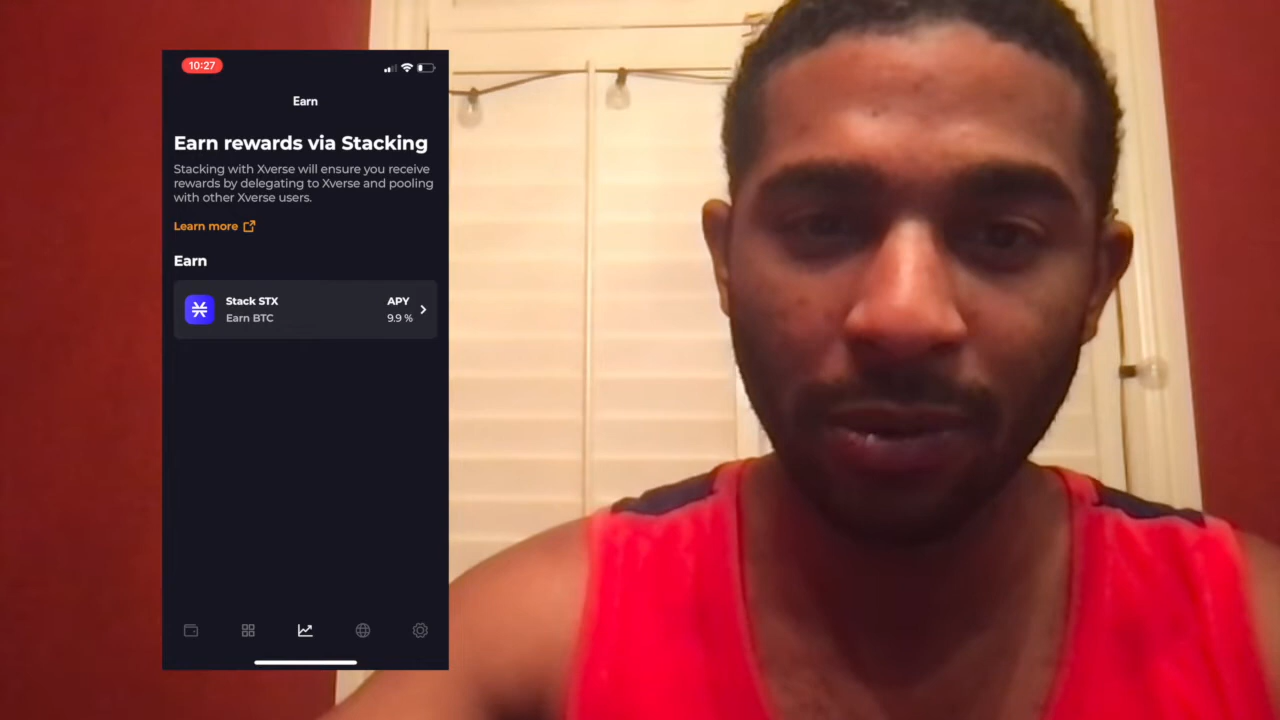 10:27
Earn
Earn rewards via Stacking
Stacking with Xverse will ensure you receive
rewards by delegating to Xverse and pooling
with other Xverse users.
Learn more
Earn
Stack STX
APY
Earn BTC
9.9 %